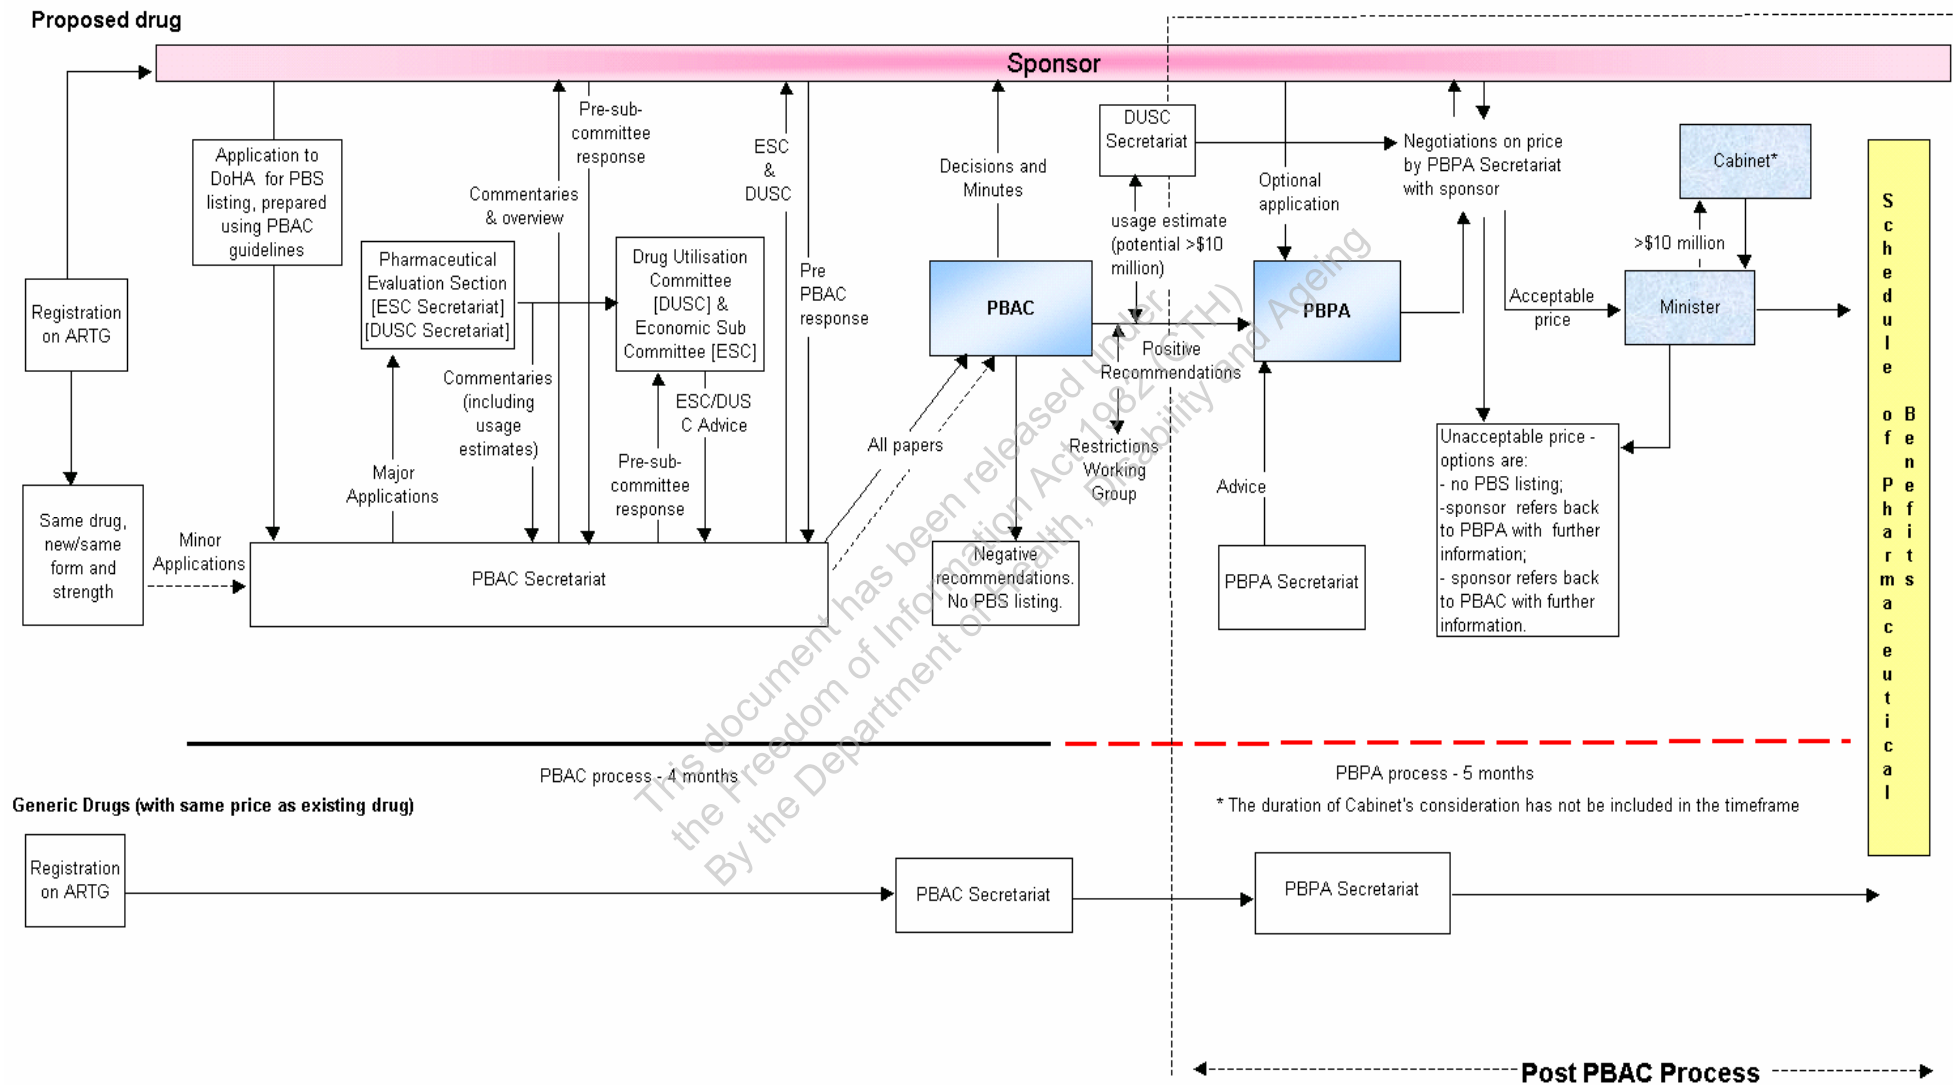 Proposed drug
Sponsor
Registration
on ARTG
Same drug,
new/same
form and
strength
Minor
Applications
Application to
DoHA for PBS
listing, prepared
using PBAC
guidelines
Pharmaceutical
Evaluation Section
[ESC Secretariat]
[DUSC Secretariat]
Major
Applications
Commentaries
& overview
Commentaries
(including
usage
estimates)
Pre-sub-
committee
response
Drug Utilisation
Committee
[DUSC] &
Economic Sub
Committee [ESC]
Pre-sub-
committee
response
ESC/DUS
C Advice
ESC
&
DUSC
Pre
PBAC
response
PBAC Secretariat
All papers
Decisions and
Minutes
PBAC
Negative
recommendations.
No PBS listing.
DUSC
Secretariat
usage estimate
(potential >$10
million)
Positive
Recommendations
Restrictions
Working
Group
Optional
application
PBPA
Advice
PBPA Secretariat
Negotiations on price
by PBPA Secretariat
with sponsor
Acceptable
price
Unacceptable price -
options are:
- no PBS listing;
-sponsor refers back
to PBPA with further
information;
- sponsor refers back
to PBAC with further
information.
Cabinet*
>$10 million
Minister
Schedule of Pharmaceutical
Benefits
PBAC process - 4 months
PBPA process - 5 months
* The duration of Cabinet's consideration has not be included in the timeframe
Generic Drugs (with same price as existing drug)
Registration
on ARTG
PBAC Secretariat
PBPA Secretariat
Post PBAC Process
This document has been released under
the Freedom of Information Act 1982 (CTH)
By the Department of Health, Disability and Ageing